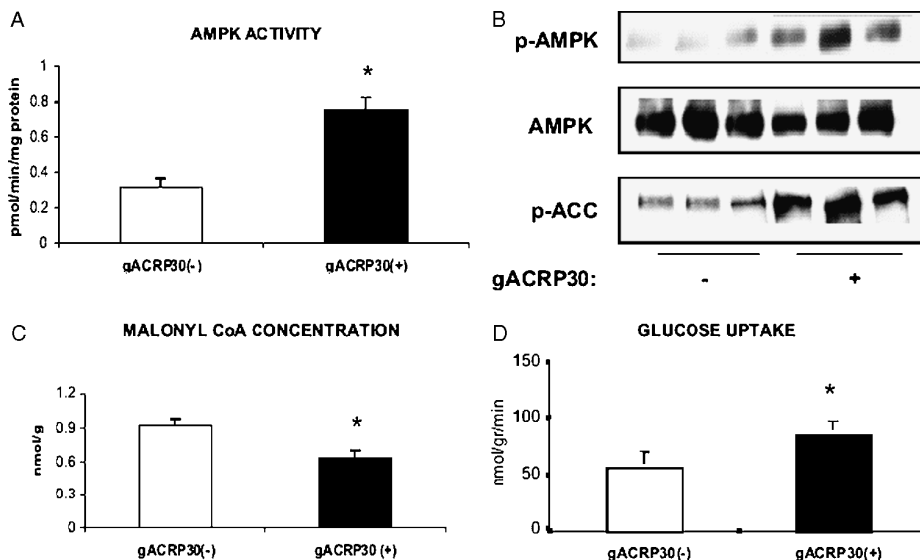 A
AMPK ACTIVITY
pmol/min/mg protein
1
0.8
0.6
0.4
0.2
0
*
gACRP30(-)
gACRP30(+)
B
p-AMPK
AMPK
p-ACC
gACRP30:
-
+
C
MALONYL CoA CONCENTRATION
nmol/g
1.2
0.9
0.6
0.3
0
*
gACRP30(-)
gACRP30 (+)
D
GLUCOSE UPTAKE
nmol/gr/min
150
100
50
0
*
gACRP30(-)
gACRP30(+)